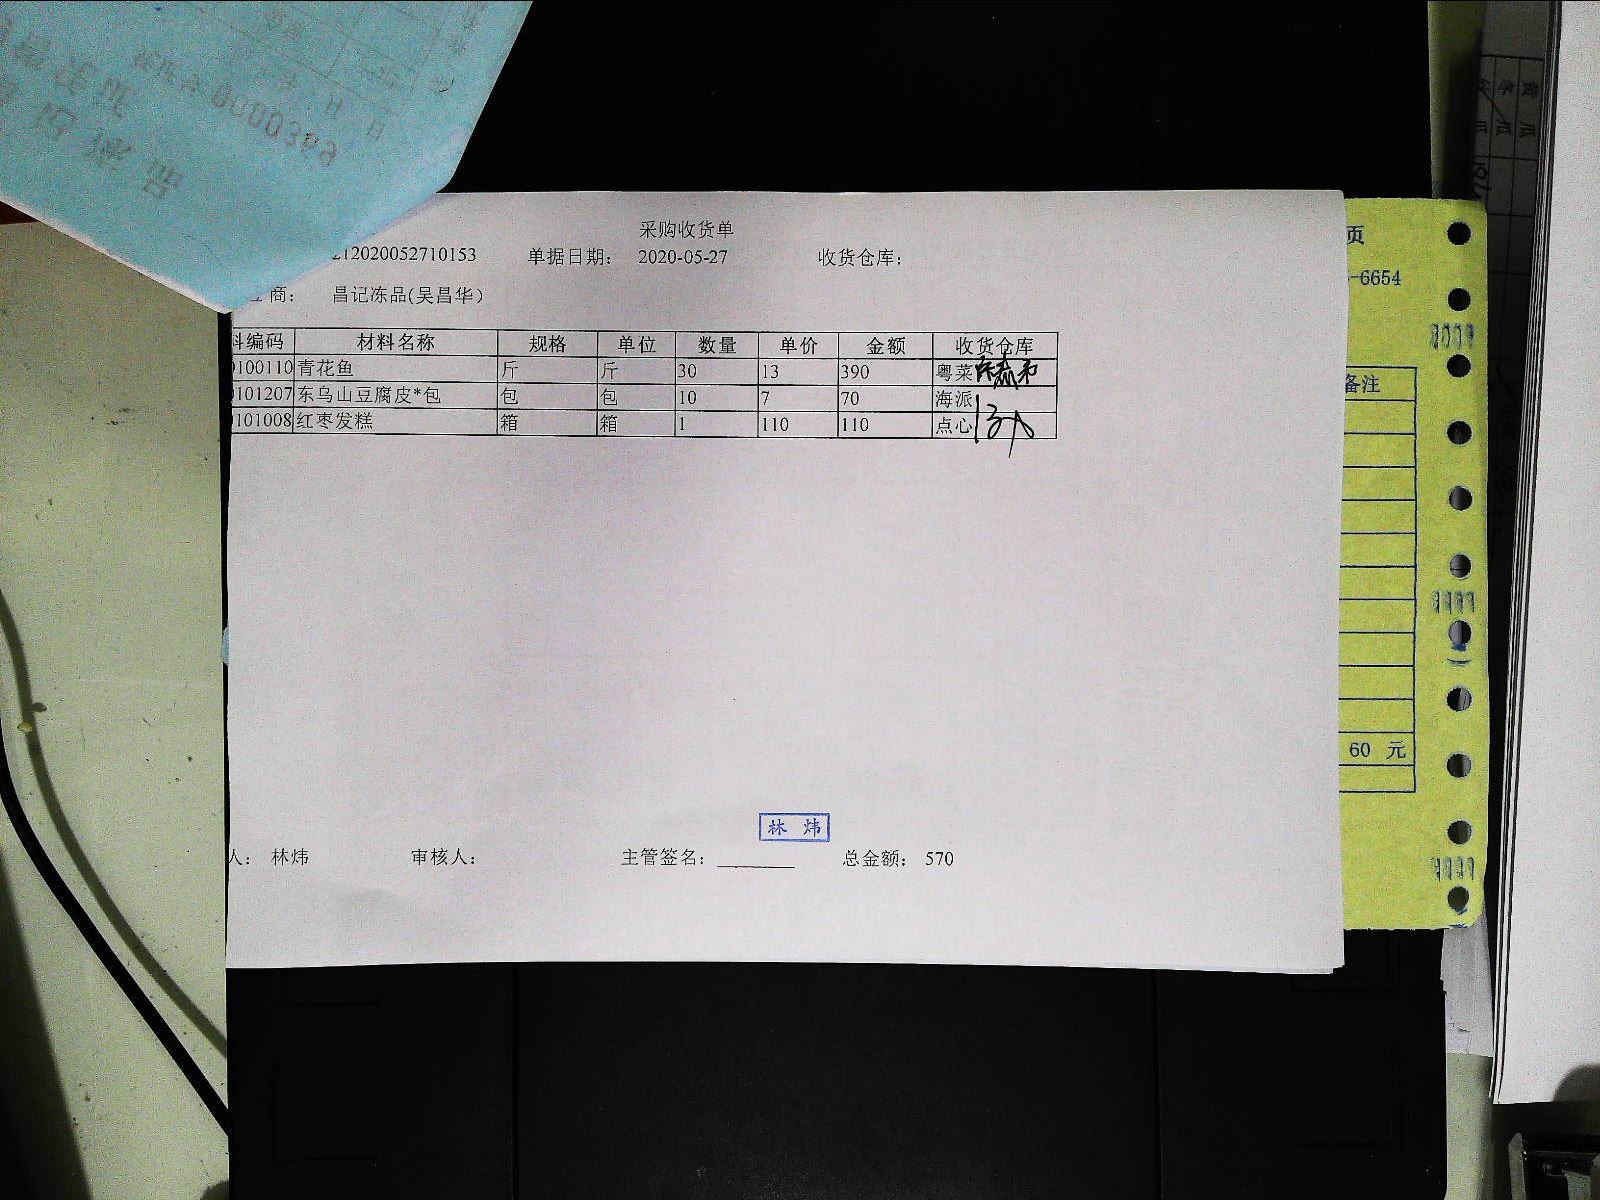 采购收货单
212020052710153 单据日期： 2020-05-27 收货仓库：
商： 昌记冻品(吴昌华)
料编码 材料名称 规格 单位 数量 单价 金额 收货仓库
0100110 青花鱼 斤 斤 30 13 390 粤菜
0101207 东乌山豆腐皮*包 包 包 10 7 70 海派
0101008 红枣发糕 箱 箱 1 110 110 点心
林 炜
人： 林炜 审核人： 主管签名： 总金额： 570
页
-6654
备注
60 元
0000399